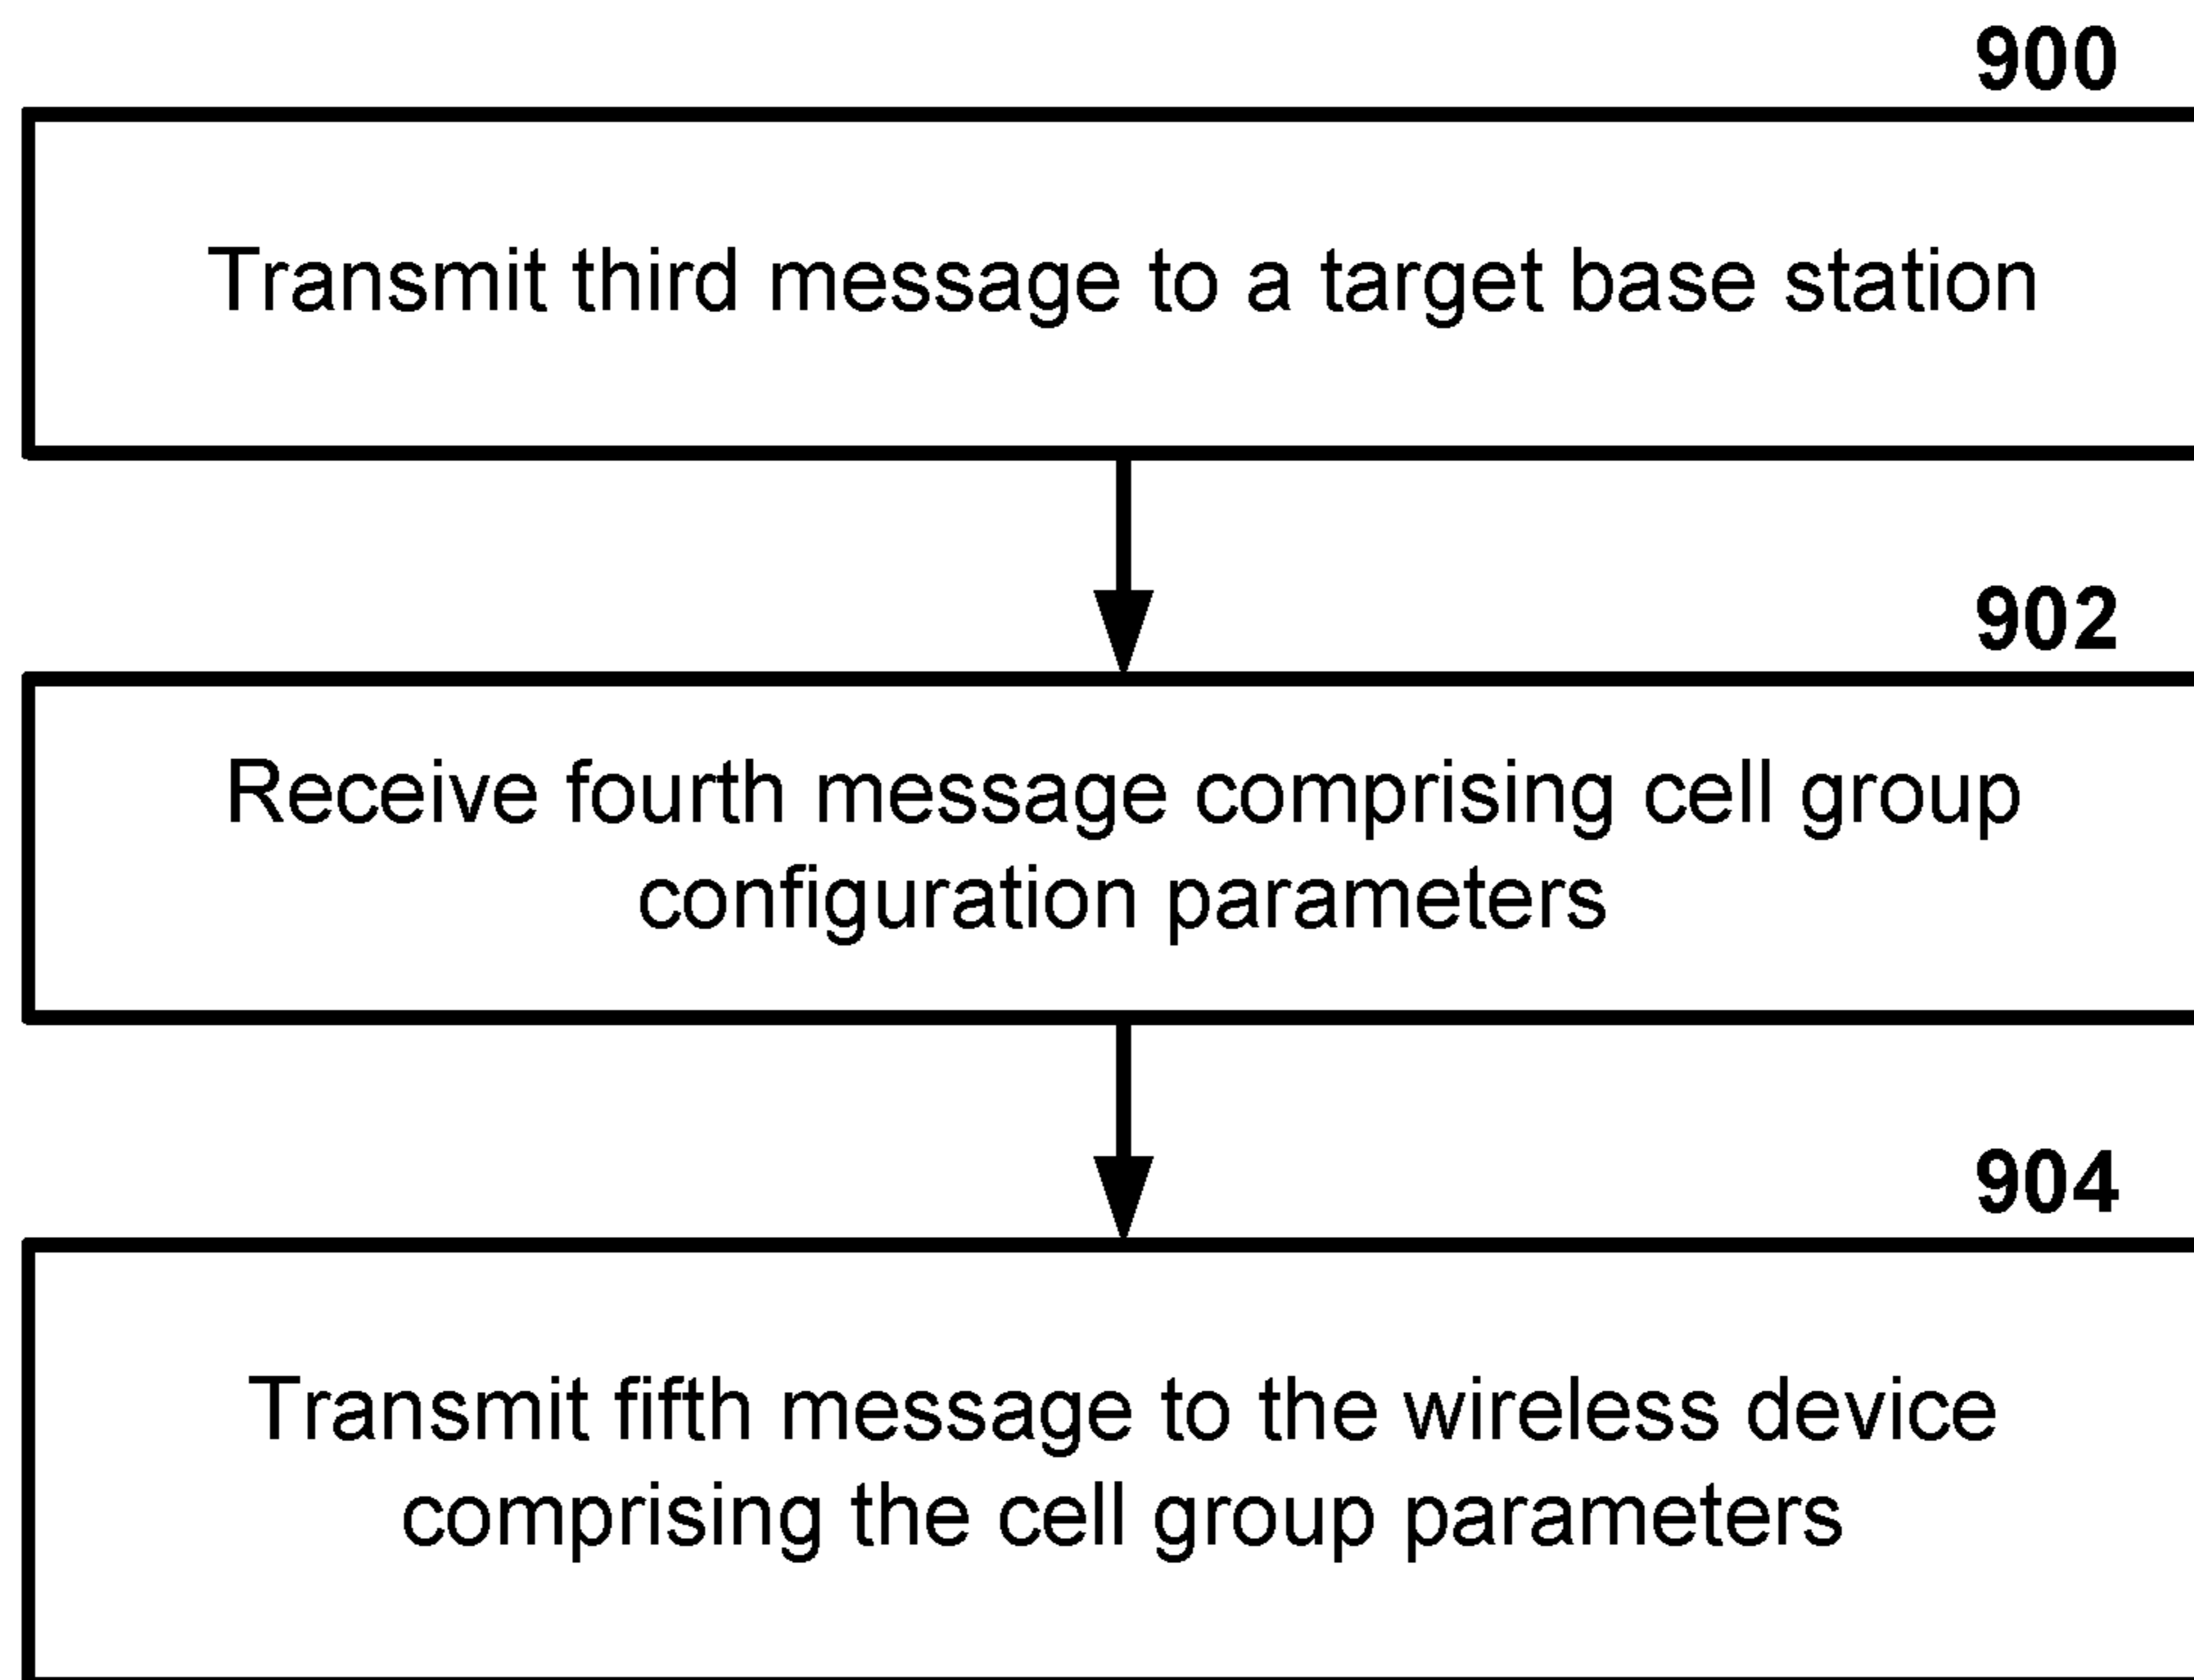 900
Transmit third message to a target base station
902
Receive fourth message comprising cell group
configuration parameters
904
Transmit fifth message to the wireless device
comprising the cell group parameters